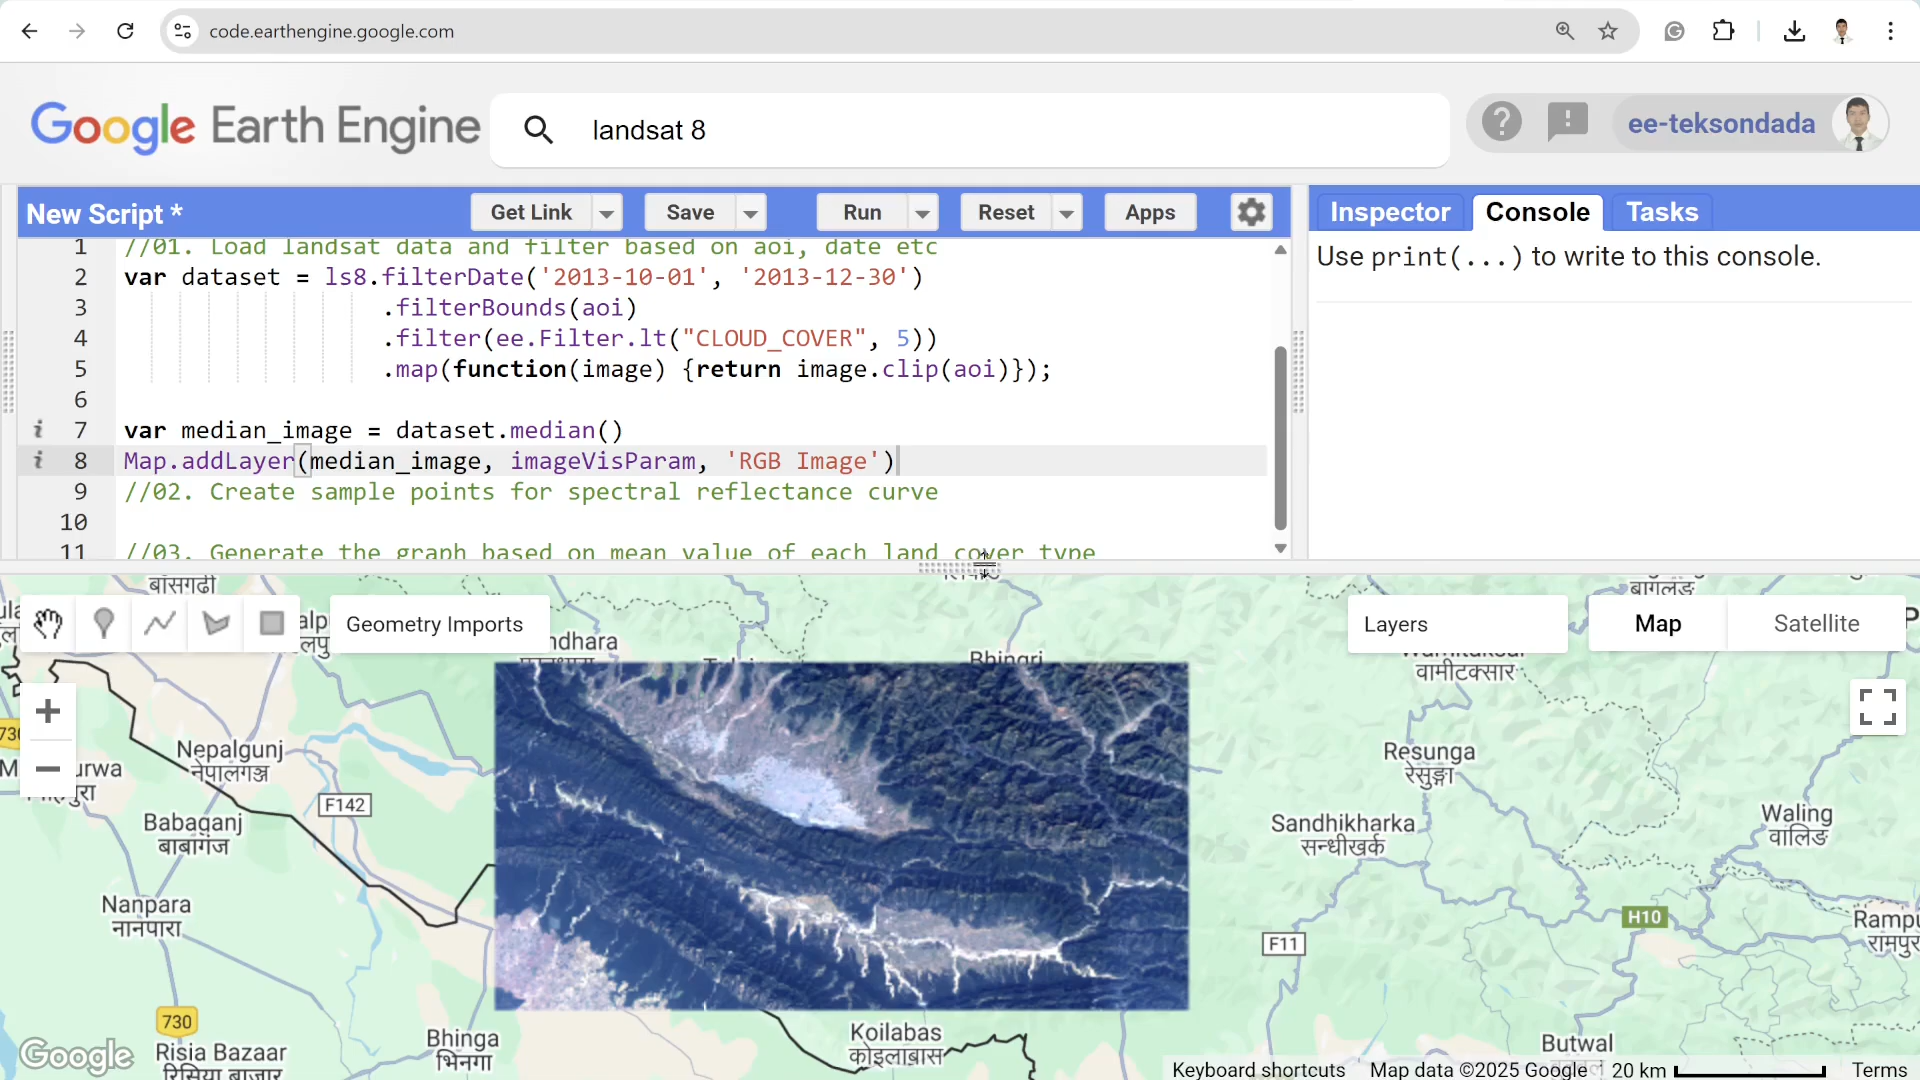 code.earthengine.google.com
Google Earth Engine
landsat 8
ee-teksondada
New Script *
Get Link
Save
Run
Reset
Apps
Inspector
Console
Tasks
1 //01. Load landsat data and filter based on aoi, date etc
2 var dataset = ls8.filterDate('2013-10-01', '2013-12-30')
3 .filterBounds(aoi)
4 .filter(ee.Filter.lt("CLOUD_COVER", 5))
5 .map(function(image) {return image.clip(aoi)});
6
i 7 var median_image = dataset.median()
i 8 Map.addLayer(median_image, imageVisParam, 'RGB Image')
9 //02. Create sample points for spectral reflectance curve
10
11 //03. Generate the graph based on mean value of each land cover type
Use print(...) to write to this console.
बांसगढी
Geometry Imports
Layers
Map
Satellite
Bhingri
वामीटक्सार
Nepalgunj
नेपालगञ्ज
F142
Babaganj
बाबागंज
Nanpara
नानपारा
730
Risia Bazaar
रिसिया बाजार
Bhinga
भिनगा
Koilabas
कोइलाबास
Resunga
रेसुङ्गा
Sandhikharka
सन्धीखर्क
Waling
वालिङ
H10
F11
Butwal
Google
Keyboard shortcuts
Map data ©2025 Google
20 km
Terms